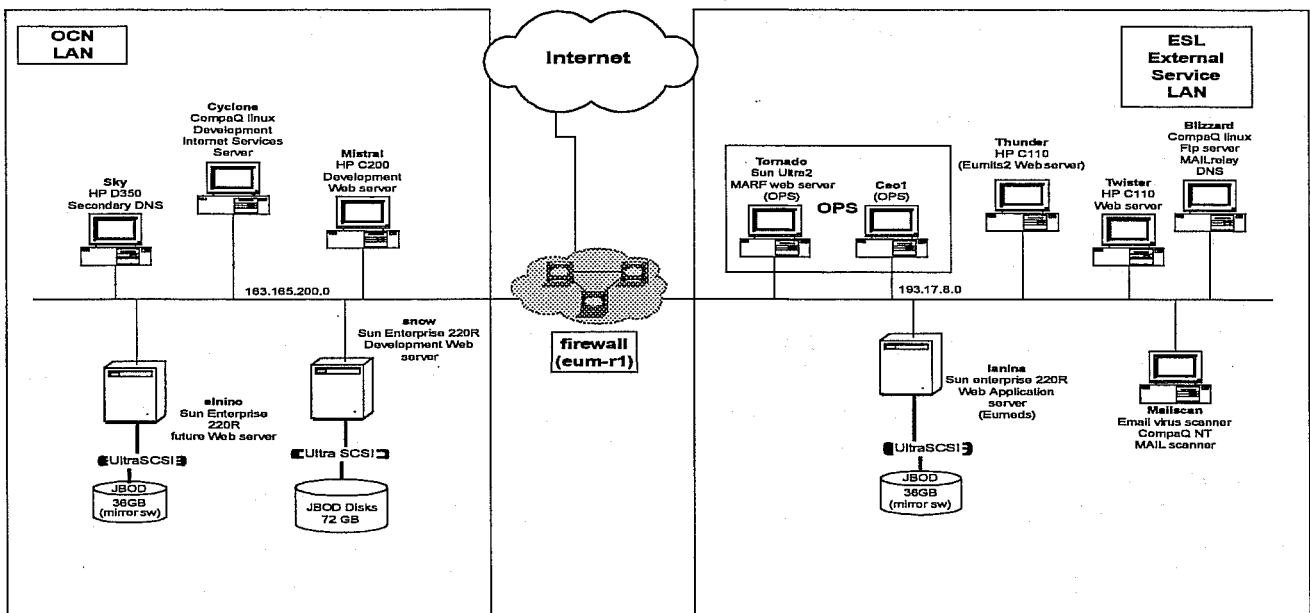 OCN
LAN
Internet
ESL
External
Service
LAN
Cyclone
CompaQ linux
Development
Internet Services
Server
Mistral
HP C200
Development
Web server
Sky
HP D350
Secondary DNS
Tornado
Sun Ultra2
MARF web server
(OPS)
OPS
Ceo1
(OPS)
Thunder
HP C110
(Eumits2 Webserver)
Twister
HP C110
Web server
Blizzard
CompaQ linux
Ftp server
MAILrelay
DNS
163.165.200.0
193.17.8.0
firewall
(eum-r1)
snow
Sun Enterprise 220R
Development Web
server
elnino
Sun Enterprise
220R
future Web server
UltraSCSI
JBOD
36GB
(mirror sw)
Ultra SCSI
JBOD Disks
72 GB
lanina
Sun enterprise 220R
Web Application
server
(Eumeds)
UltraSCSI
JBOD
36GB
(mirror sw)
Mailscan
Email virus scanner
CompaQ NT
MAIL scanner